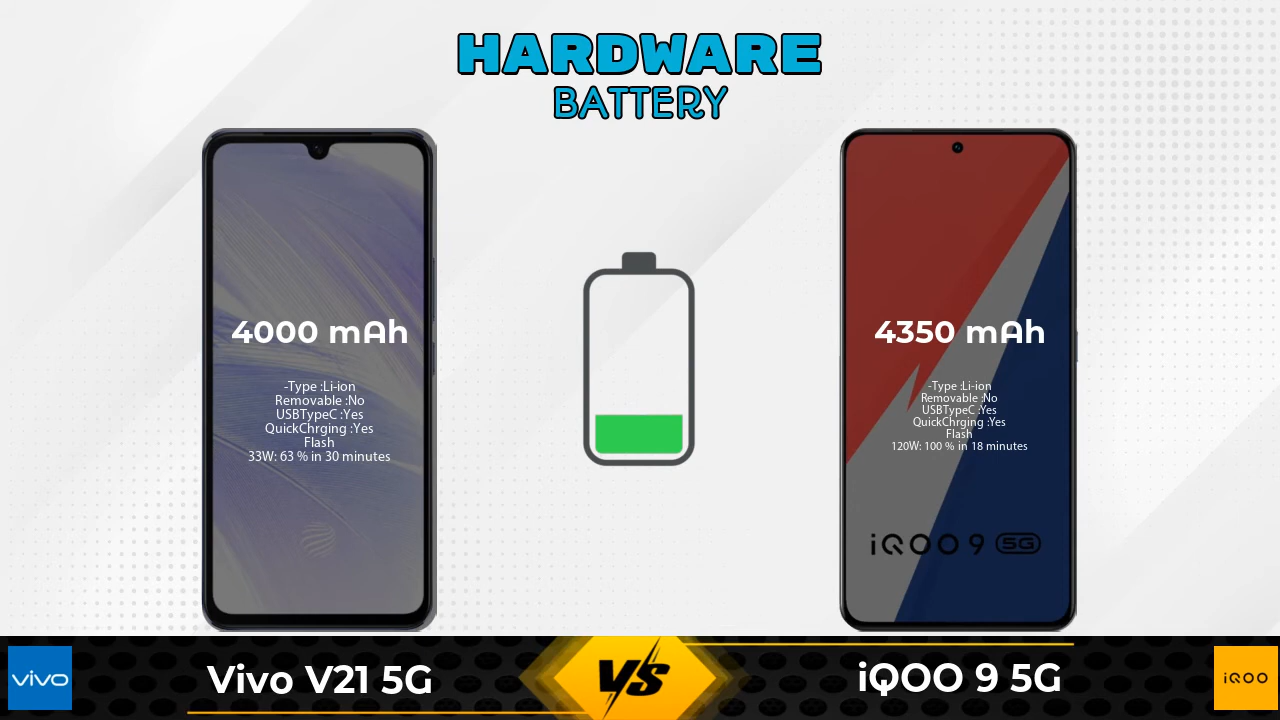 HARDWARE
BATTERY
4000 mAh
-Type :Li-ion
Removable :No
USBTypeC :Yes
QuickChrging :Yes
Flash
33W: 63 % in 30 minutes
4350 mAh
-Type :Li-ion
Removable :No
USBTypeC :Yes
QuickChrging :Yes
Flash
120W: 100 % in 18 minutes
iQOO 9 5G
vivo
Vivo V21 5G
VS
iQOO 9 5G
iQOO